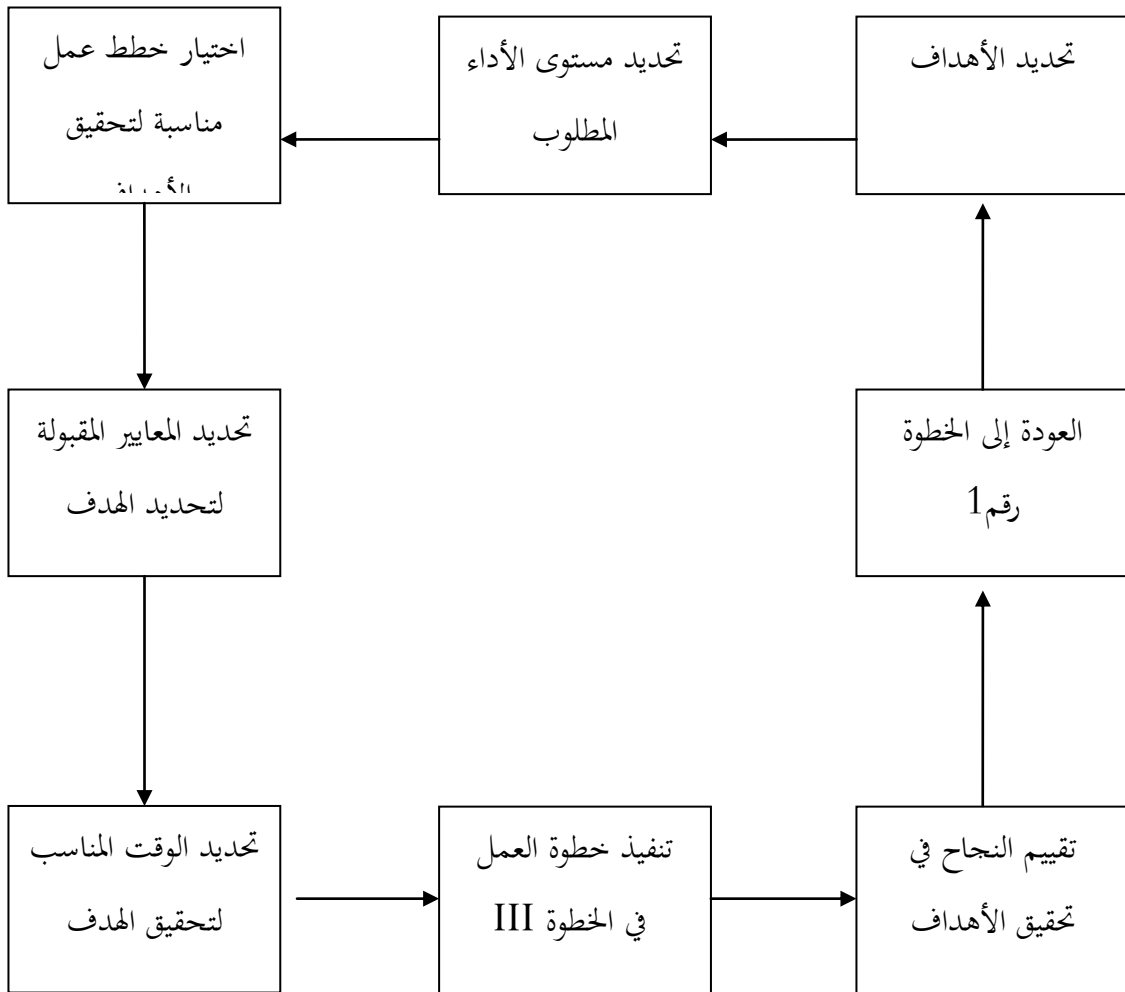 تحديد الأهداف
تحديد مستوى الأداء
المطلوب
اختيار خطط عمل
مناسبة لتحقيق
الأهداف
تحديد المعايير المقبولة
لتحديد الهدف
تحديد الوقت المناسب
لتحقيق الهدف
تنفيذ خطوة العمل
في الخطوة III
تقييم النجاح في
تحقيق الأهداف
العودة إلى الخطوة
رقم1